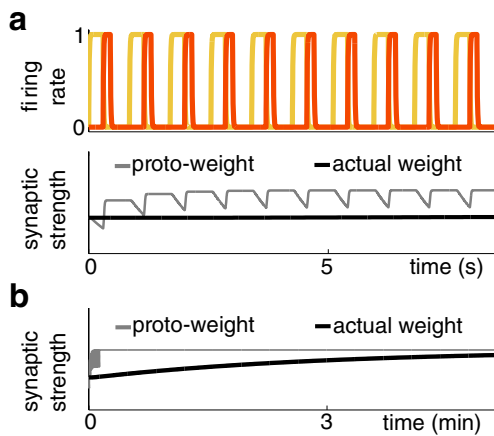 a
1
firing
rate
0
proto-weight actual weight
synaptic
strength
0 5 time (s)
b
proto-weight actual weight
synaptic
strength
0 3 time (min)